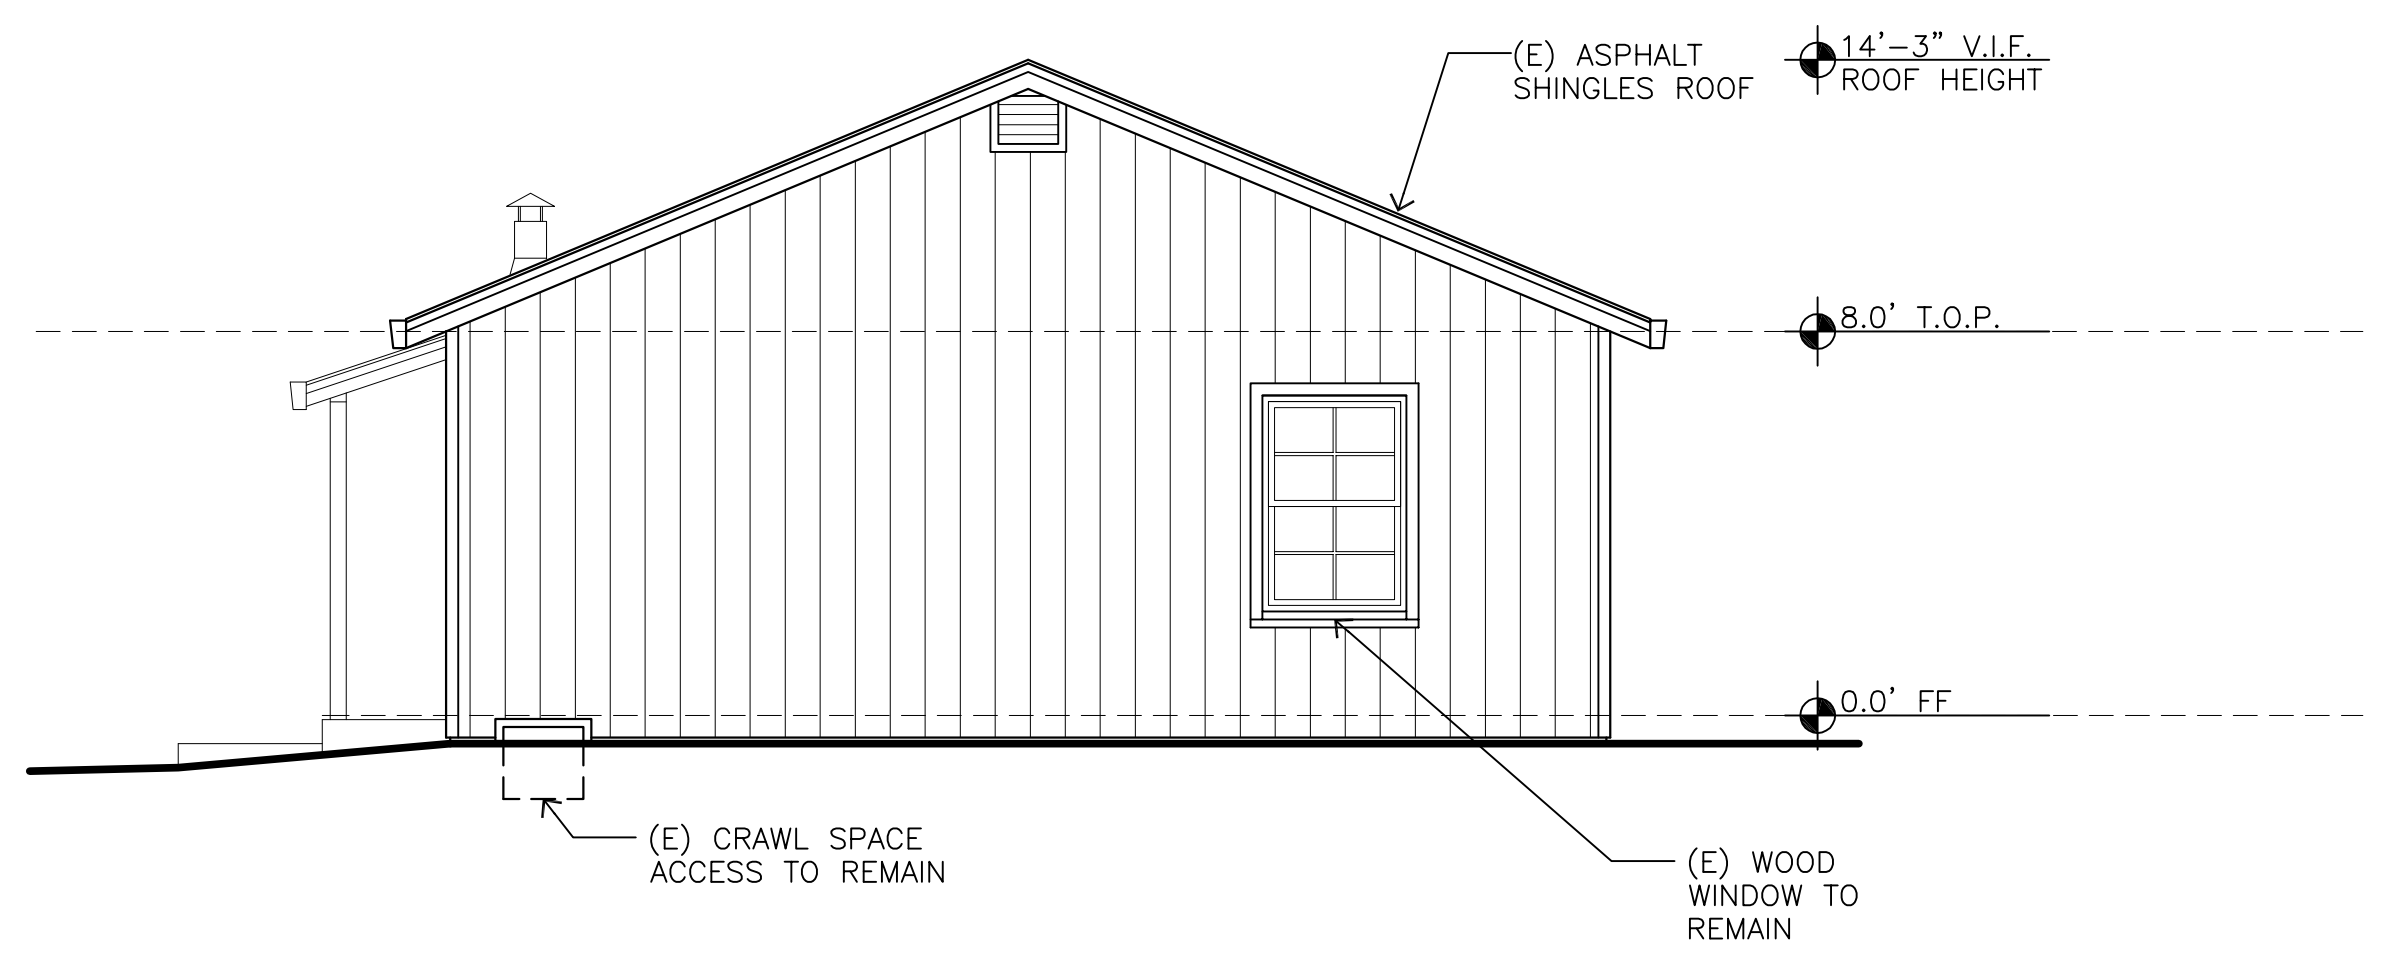 (E) ASPHALT
SHINGLES ROOF
14'-3" V.I.F.
ROOF HEIGHT
8.0' T.O.P.
0.0' FF
(E) CRAWL SPACE
ACCESS TO REMAIN
(E) WOOD
WINDOW TO
REMAIN